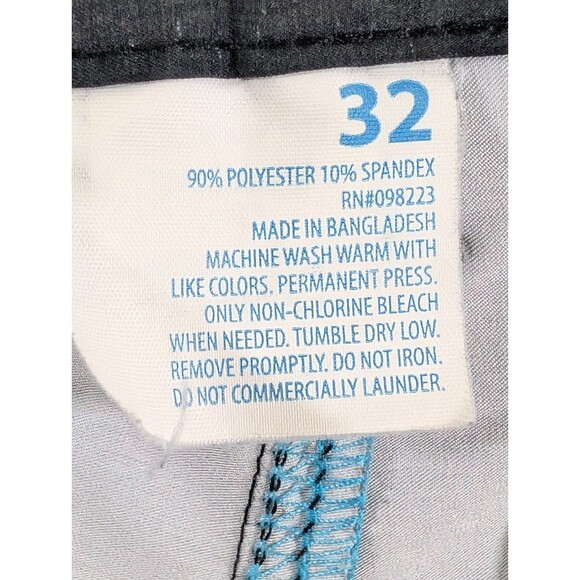 32
90% POLYESTER 10% SPANDEX
RN#098223
MADE IN BANGLADESH
MACHINE WASH WARM WITH
LIKE COLORS. PERMANENT PRESS.
ONLY NON-CHLORINE BLEACH
WHEN NEEDED. TUMBLE DRY LOW.
REMOVE PROMPTLY. DO NOT IRON.
DO NOT COMMERCIALLY LAUNDER.